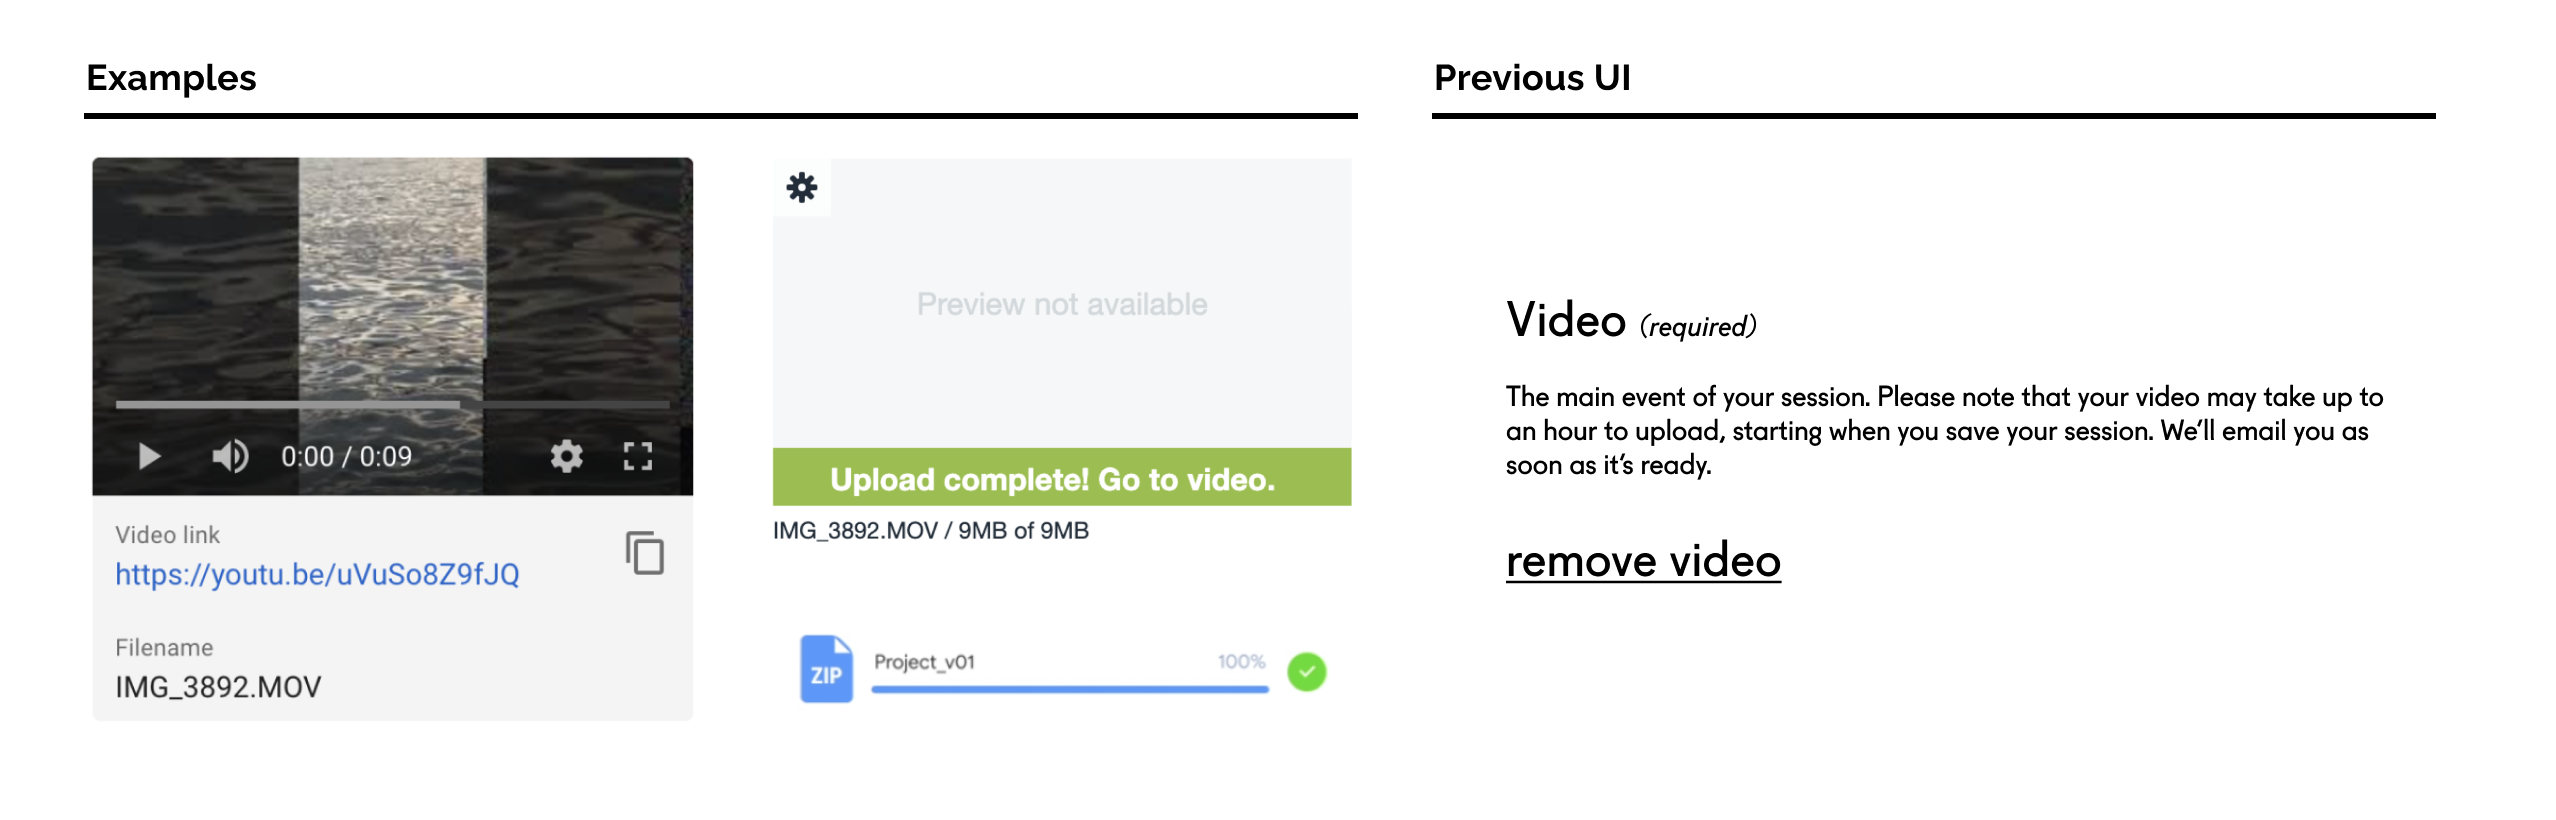 Examples
0:00 / 0:09
Video link
https://youtu.be/uVuSo8Z9fJQ
Filename
IMG_3892.MOV
Preview not available
Upload complete! Go to video.
IMG_3892.MOV / 9MB of 9MB
ZIP
Project_v01
100%
Previous UI
Video (required)
The main event of your session. Please note that your video may take up to
an hour to upload, starting when you save your session. We’ll email you as
soon as it’s ready.
remove video